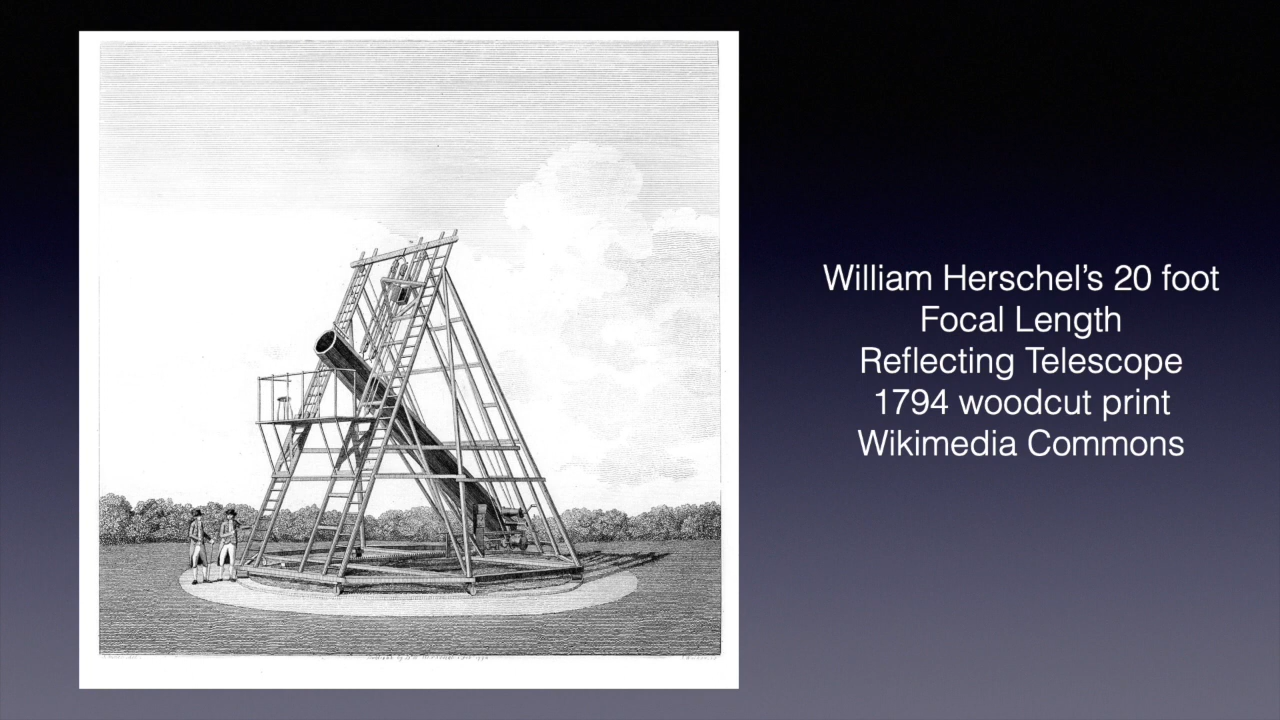 William Herschel’s 20 foot
Focal Length
Reflecting Telescope
1794 woodcut print
Wikimedia Commons